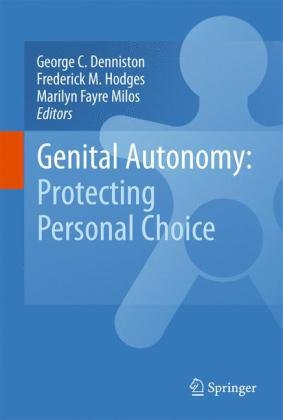 George C. Denniston
Frederick M. Hodges
Marilyn Fayre Milos
Editors
Genital Autonomy:
Protecting
Personal Choice
Springer